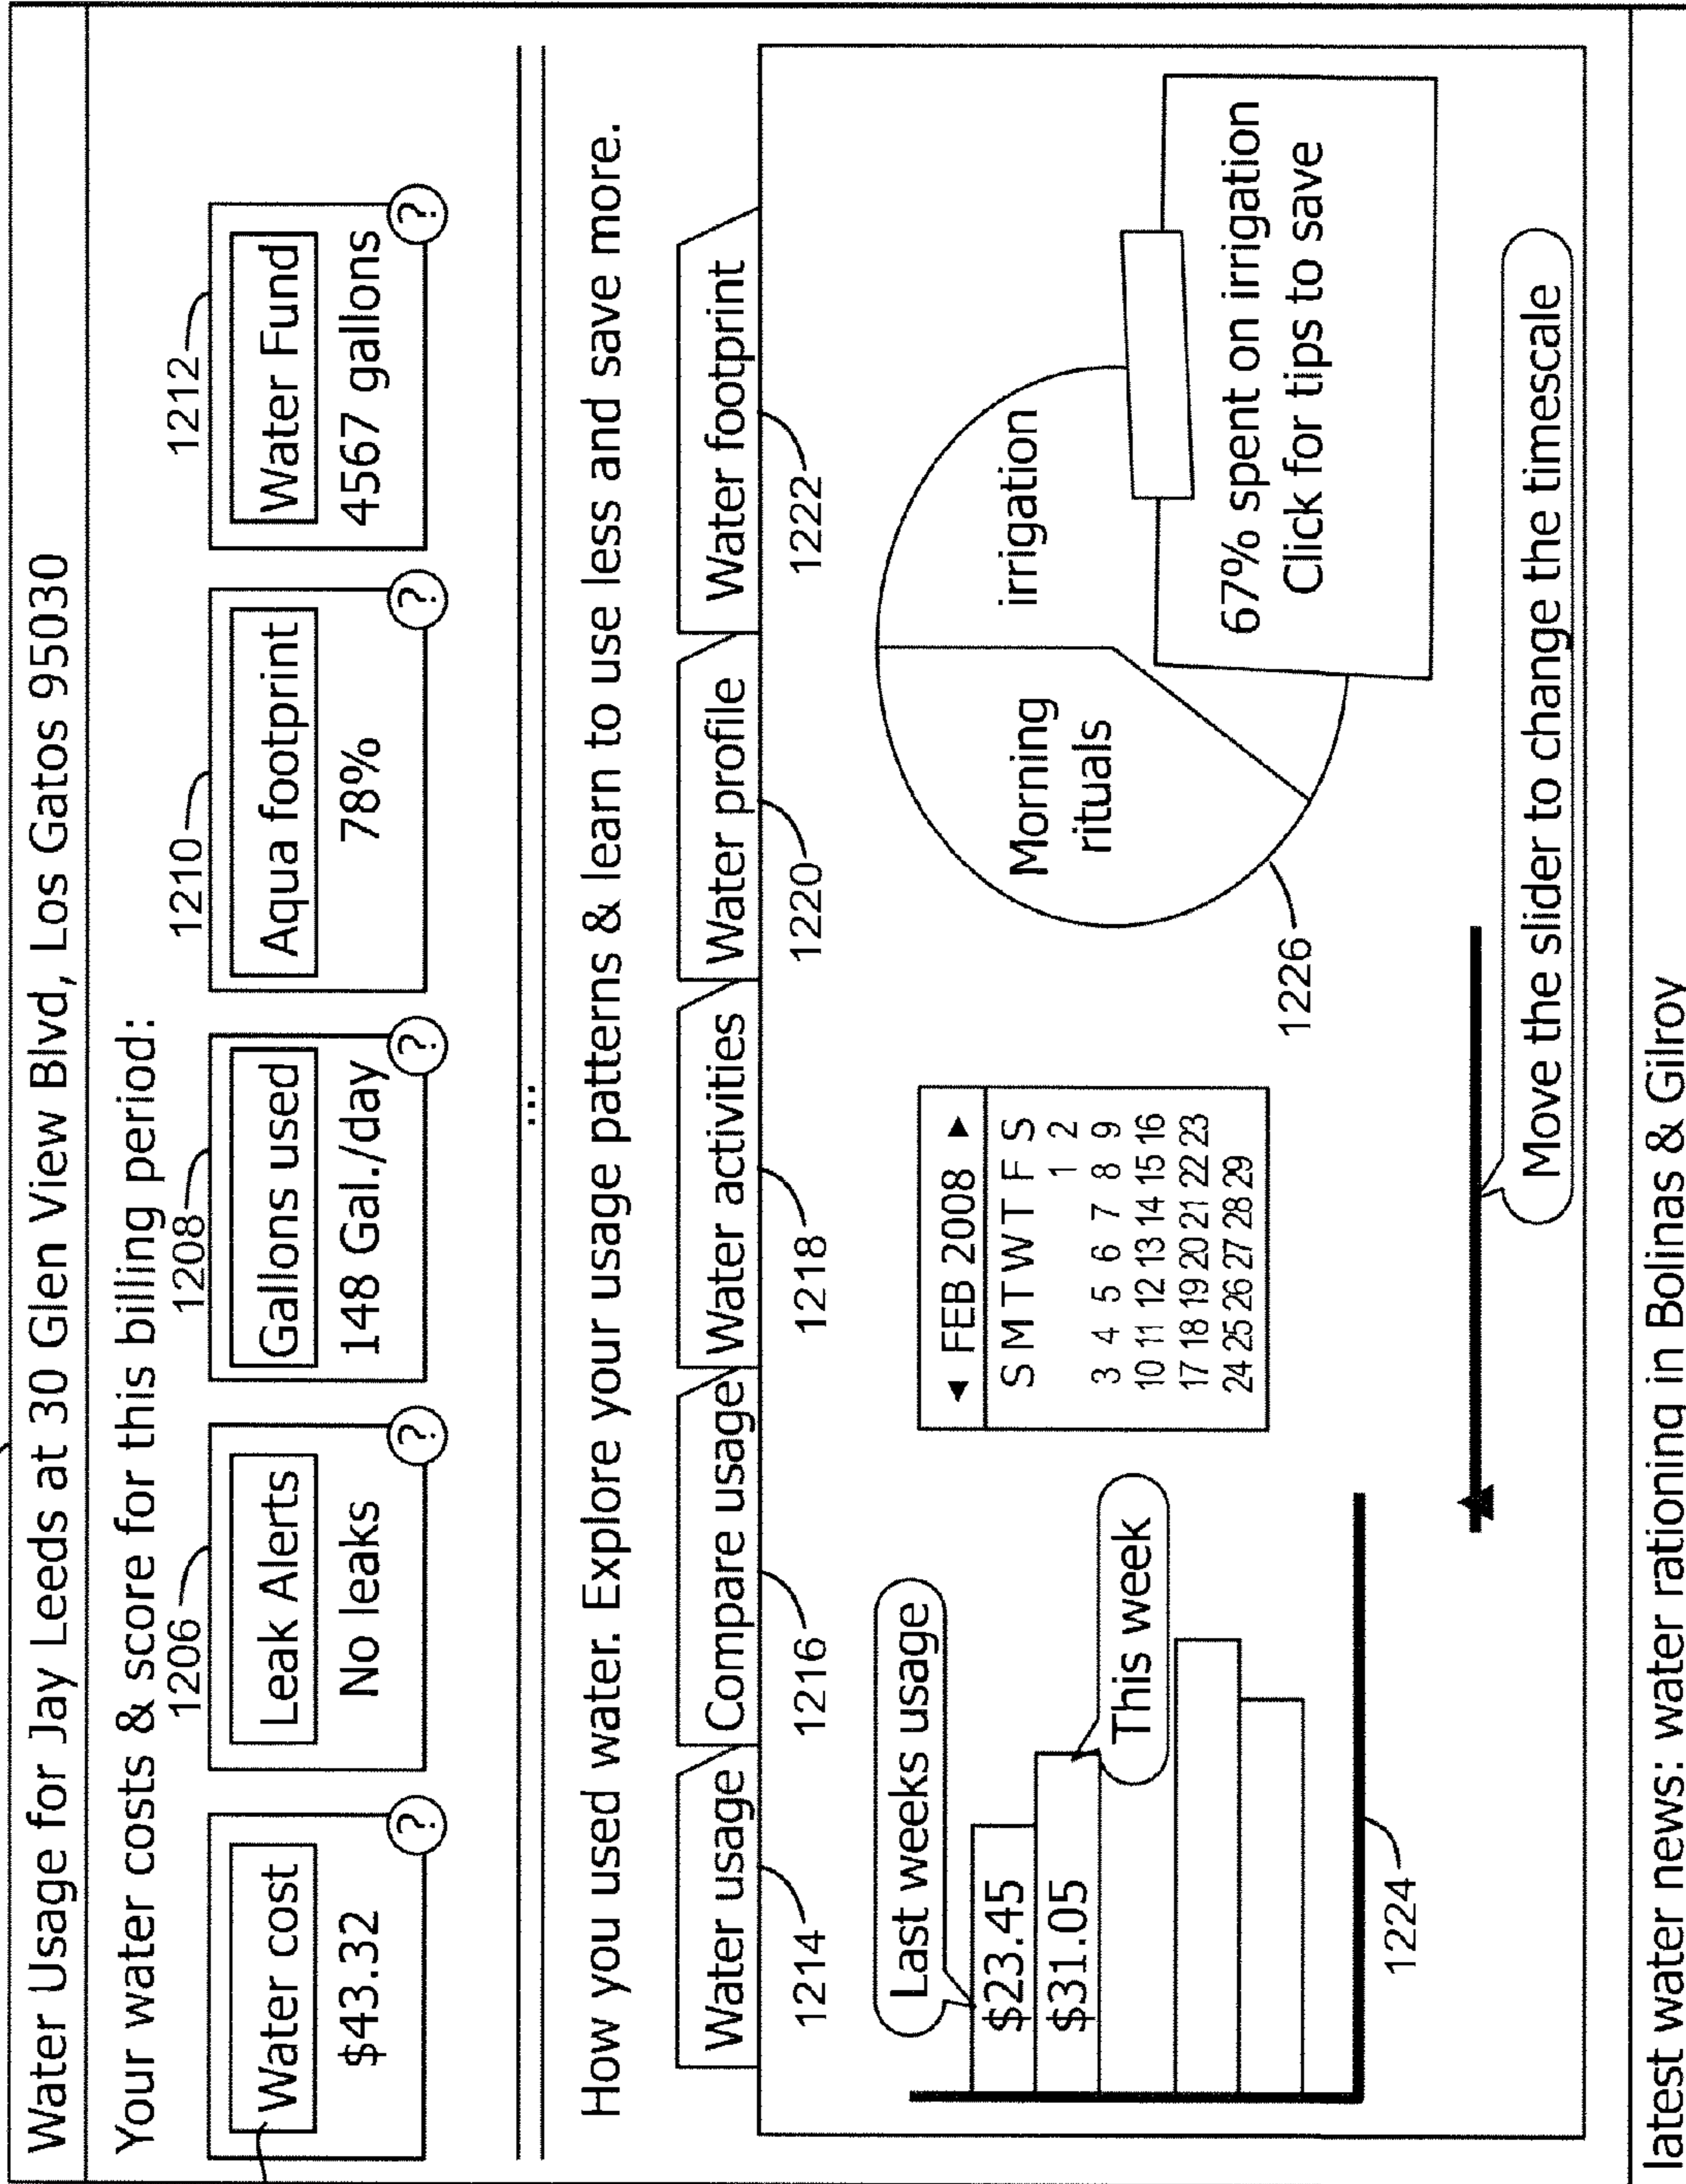 Water Usage for Jay Leeds at 30 Glen View Blvd, Los Gatos 95030
Your water costs & score for this billing period:
1206
1208
1210
1212
Water cost
$43.32
?
Leak Alerts
No leaks
?
Gallons used
148 Gal./day
?
Aqua footprint
78%
?
Water Fund
4567 gallons
?
...
How you used water. Explore your usage patterns & learn to use less and save more.
Water usage
Compare usage
Water activities
Water profile
Water footprint
1214
1216
1218
1220
1222
Last weeks usage
$23.45
$31.05
This week
1224
◄ FEB 2008 ►
S M T W T F S
1 2
3 4 5 6 7 8 9
10 11 12 13 14 15 16
17 18 19 20 21 22 23
24 25 26 27 28 29
Morning
rituals
irrigation
1226
67% spent on irrigation
Click for tips to save
Move the slider to change the timescale
latest water news: water rationing in Bolinas & Gilroy